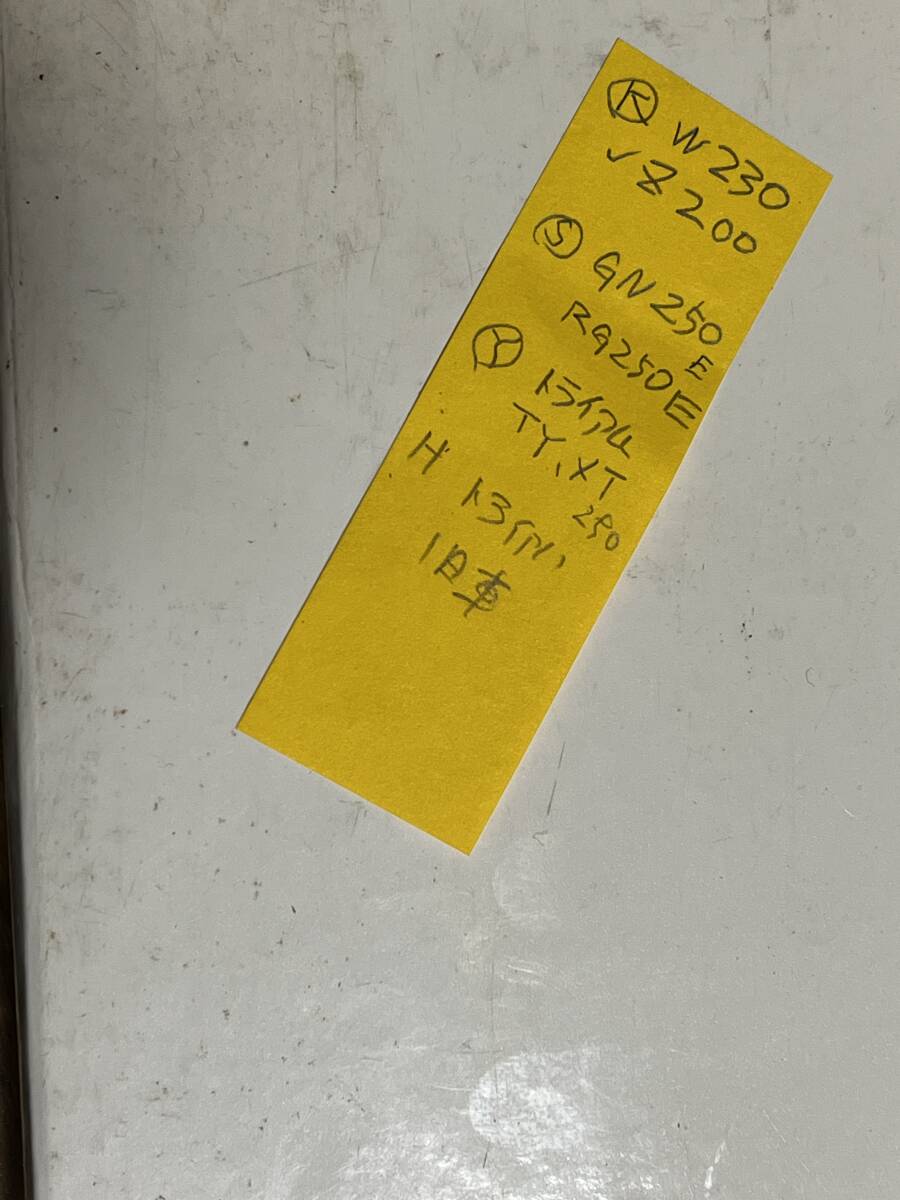 Ⓚ W230
✓ Z200
Ⓢ GN250E
RG250E
Ⓨ トライアル
TY、XT250
H トライアル
旧車